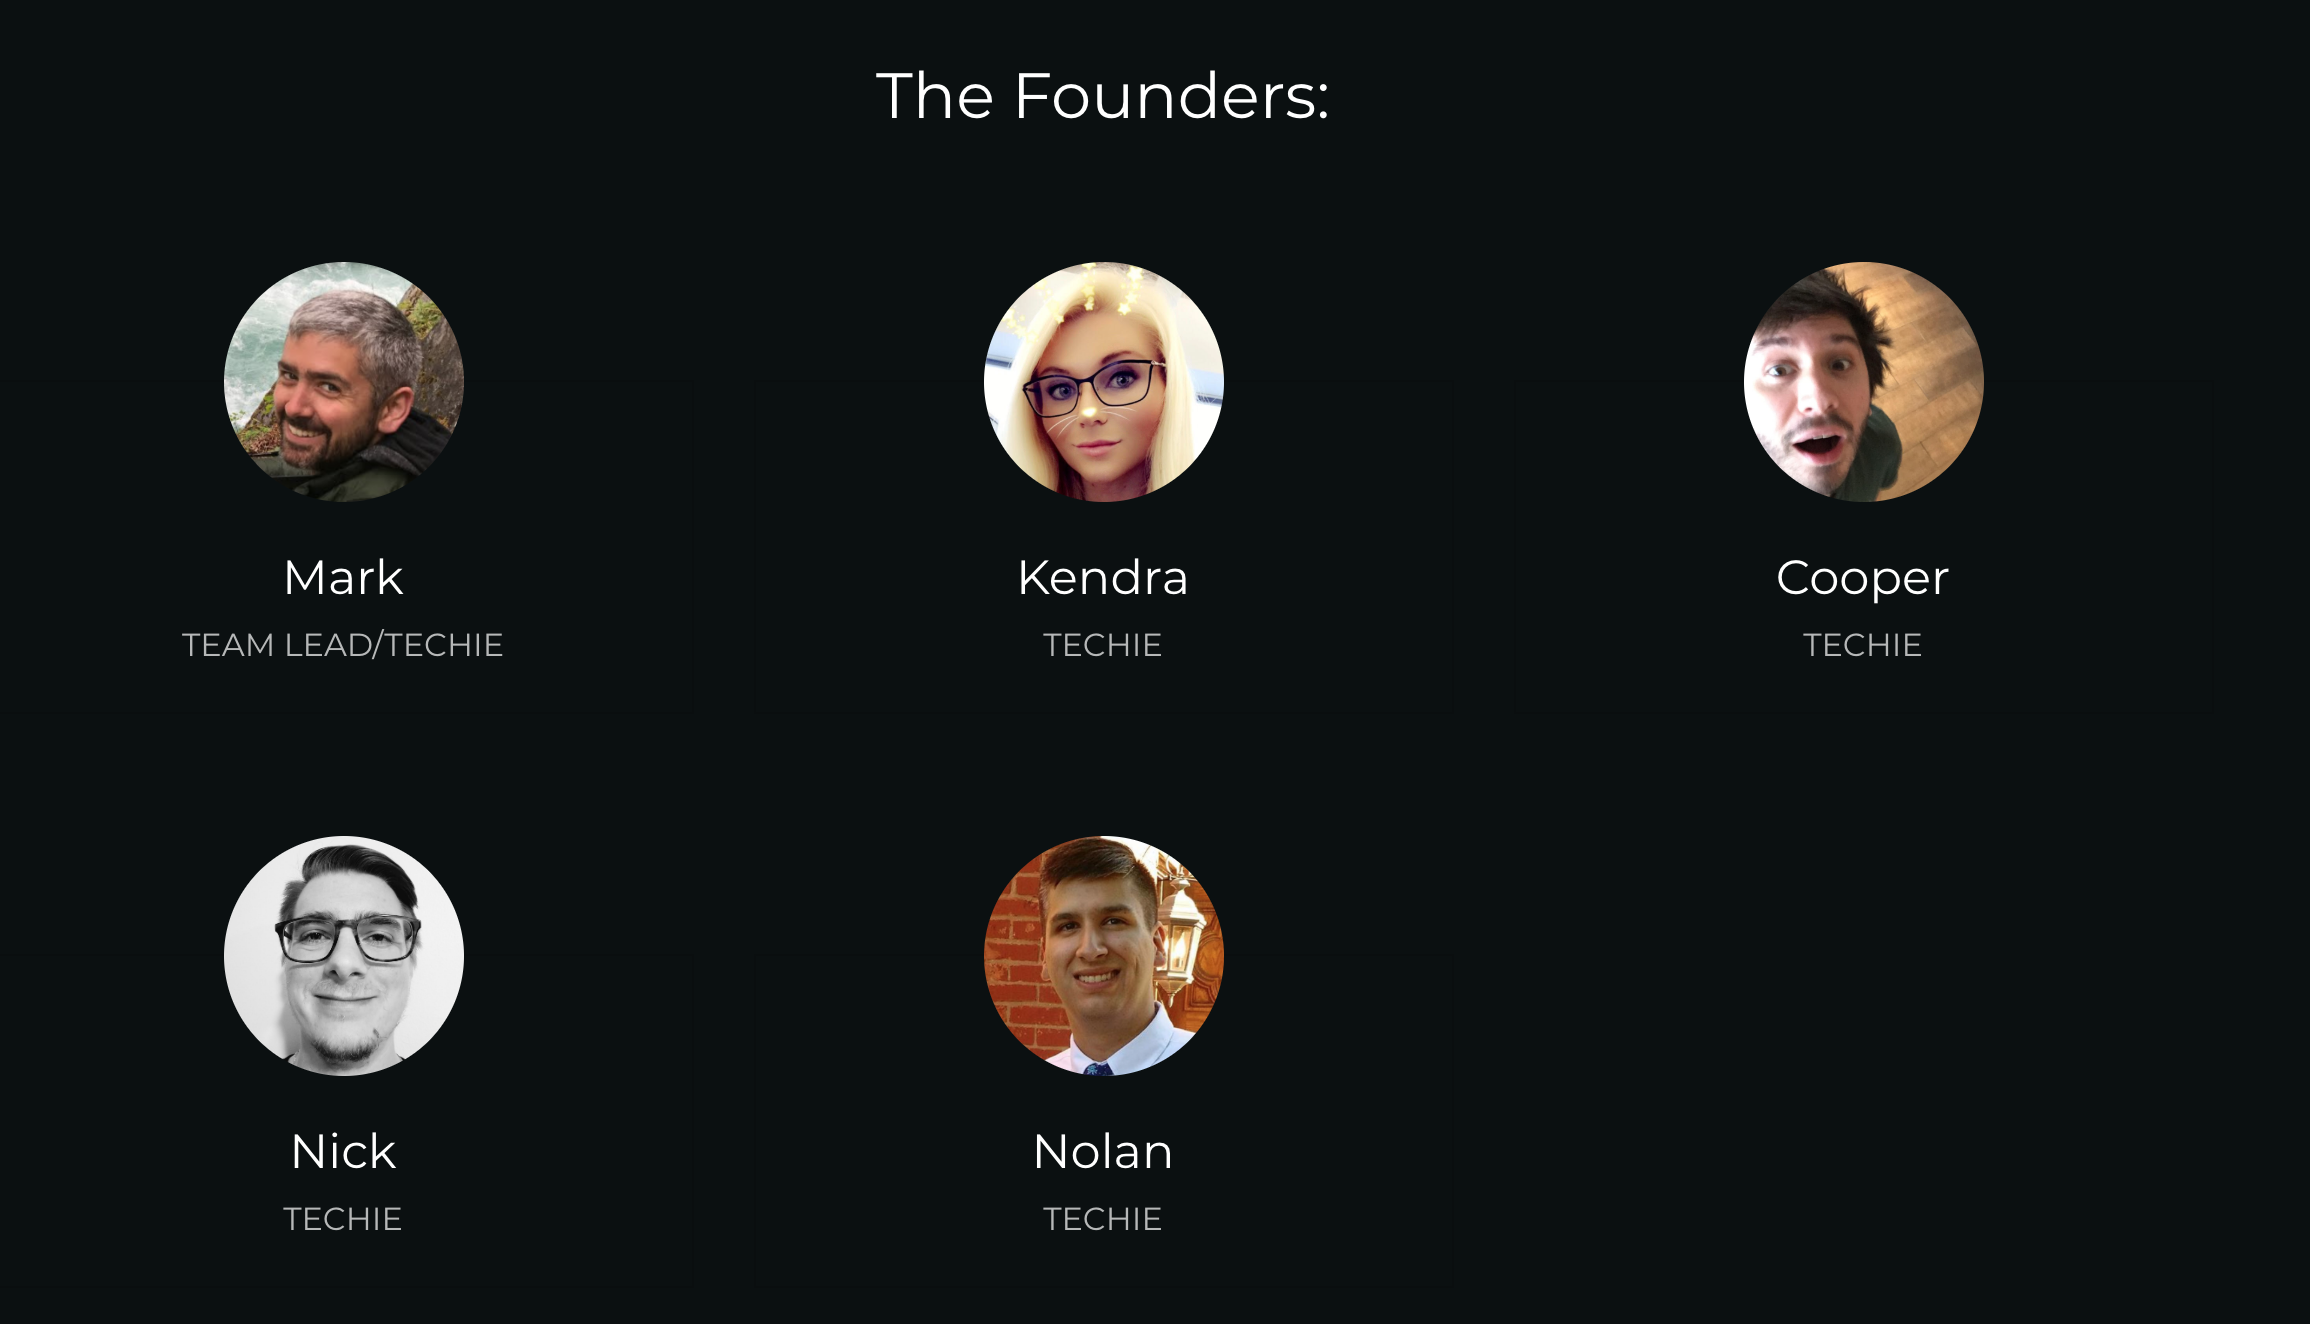 The Founders:
Mark
TEAM LEAD/TECHIE
Kendra
TECHIE
Cooper
TECHIE
Nick
TECHIE
Nolan
TECHIE